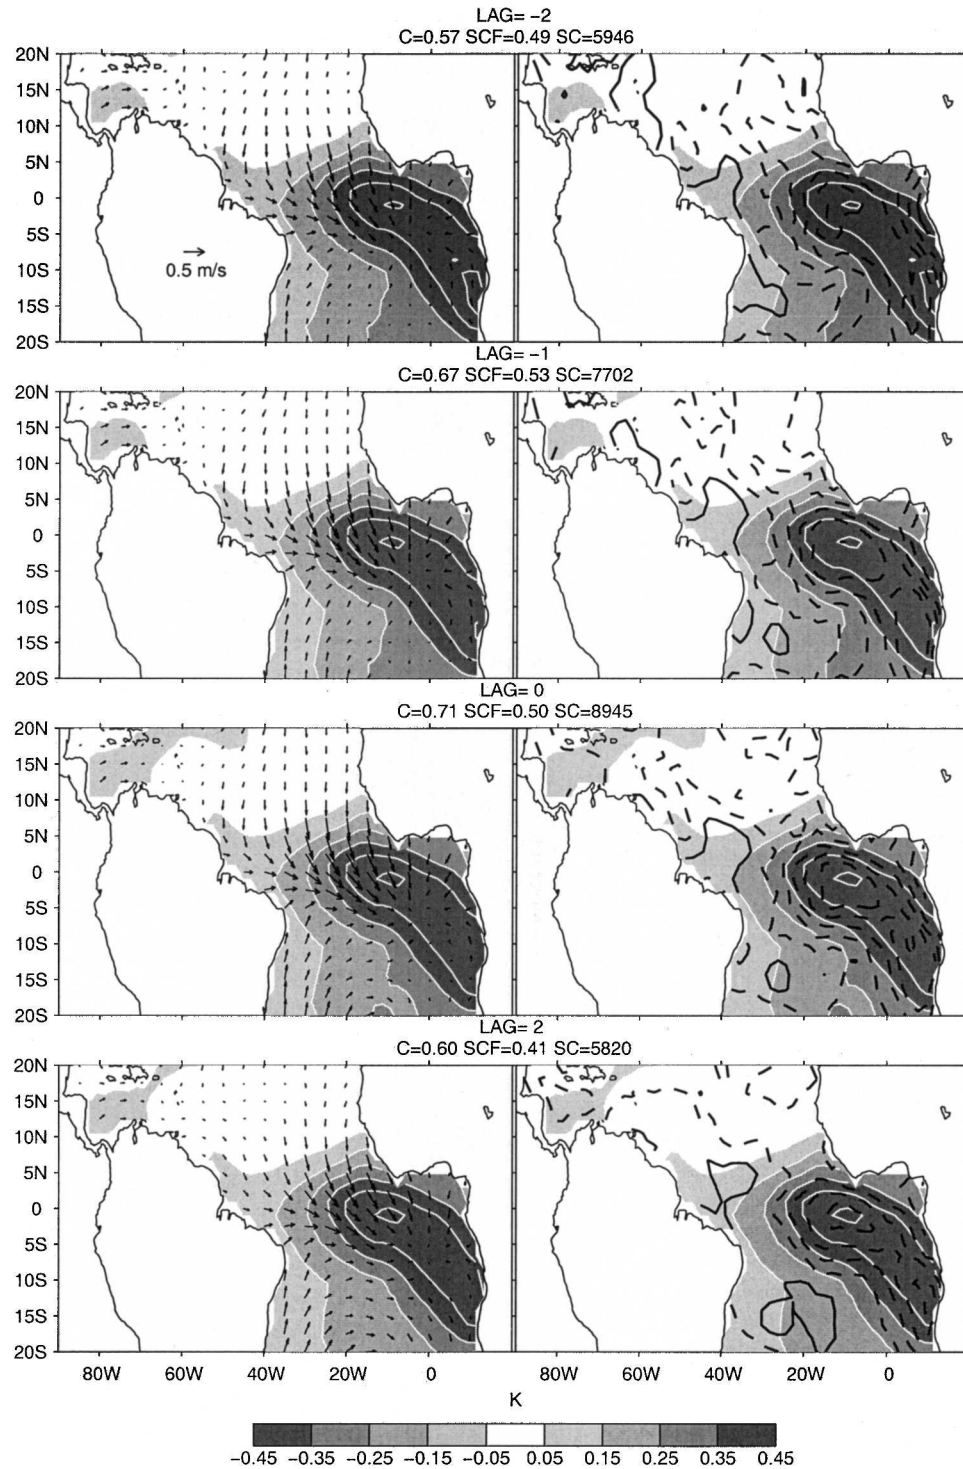 LAG= −2
C=0.57 SCF=0.49 SC=5946
20N
15N
10N
5N
0
5S
10S
15S
20S
0.5 m/s
LAG= −1
C=0.67 SCF=0.53 SC=7702
20N
15N
10N
5N
0
5S
10S
15S
20S
LAG= 0
C=0.71 SCF=0.50 SC=8945
20N
15N
10N
5N
0
5S
10S
15S
20S
LAG= 2
C=0.60 SCF=0.41 SC=5820
20N
15N
10N
5N
0
5S
10S
15S
20S
80W 60W 40W 20W 0 80W 60W 40W 20W 0
K
−0.45 −0.35 −0.25 −0.15 −0.05 0.05 0.15 0.25 0.35 0.45